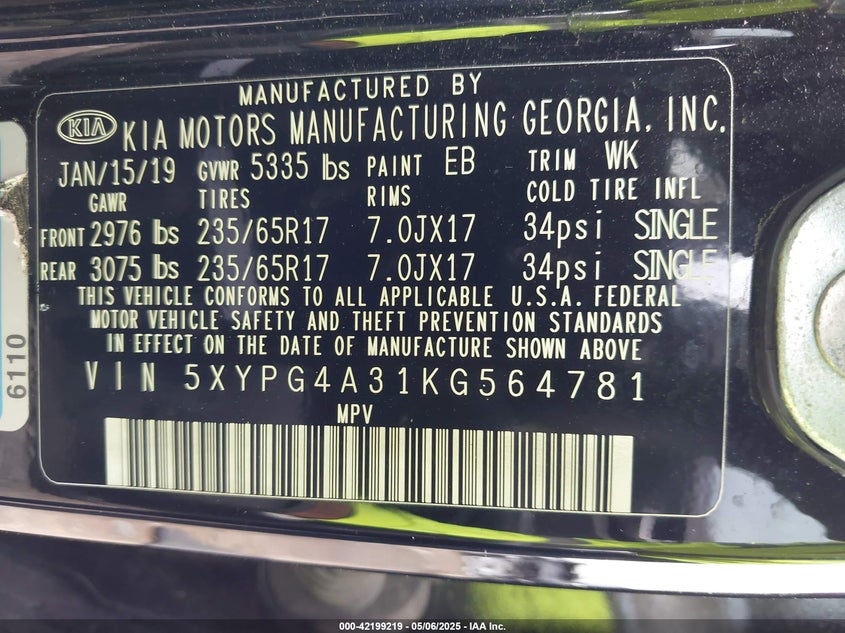 MANUFACTURED BY
KIA KIA MOTORS MANUFACTURING GEORGIA, INC.
JAN/15/19 GVWR 5335 lbs PAINT EB TRIM WK
GAWR TIRES RIMS COLD TIRE INFL
FRONT 2976 lbs 235/65R17 7.0JX17 34psi SINGLE
REAR 3075 lbs 235/65R17 7.0JX17 34psi SINGLE
THIS VEHICLE CONFORMS TO ALL APPLICABLE U.S.A. FEDERAL
MOTOR VEHICLE SAFETY AND THEFT PREVENTION STANDARDS
IN EFFECT ON THE DATE OF MANUFACTURE SHOWN ABOVE
VIN 5XYPG4A31KG564781
MPV
6110
000-42199219 - 05/06/2025 - IAA Inc.